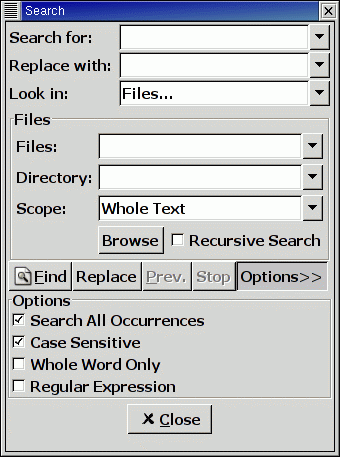 Search
Search for:
Replace with:
Look in: Files...
Files
Files:
Directory:
Scope: Whole Text
Browse Recursive Search
Find Replace Prev. Stop Options>>
Options
Search All Occurrences
Case Sensitive
Whole Word Only
Regular Expression
Close